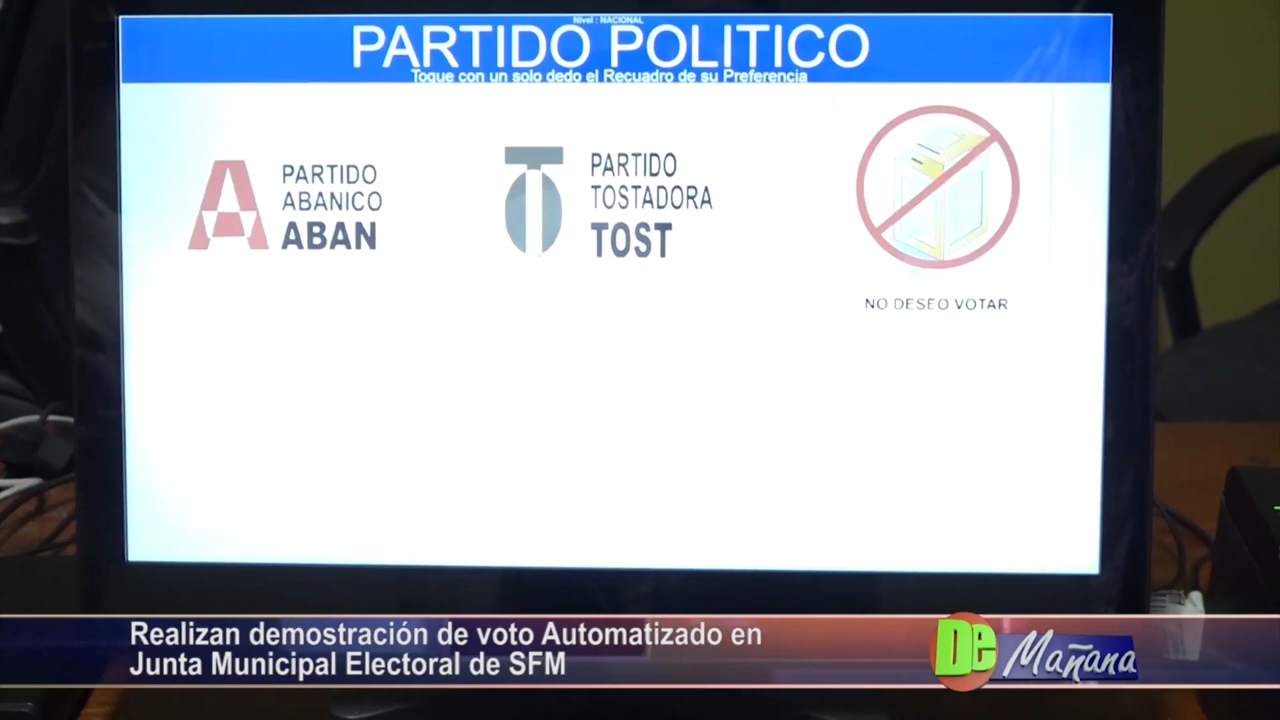 Nivel : NACIONAL
PARTIDO POLITICO
Toque con un solo dedo el Recuadro de su Preferencia
PARTIDO
ABANICO
ABAN
PARTIDO
TOSTADORA
TOST
NO DESEO VOTAR
Realizan demostración de voto Automatizado en
Junta Municipal Electoral de SFM
De Mañana